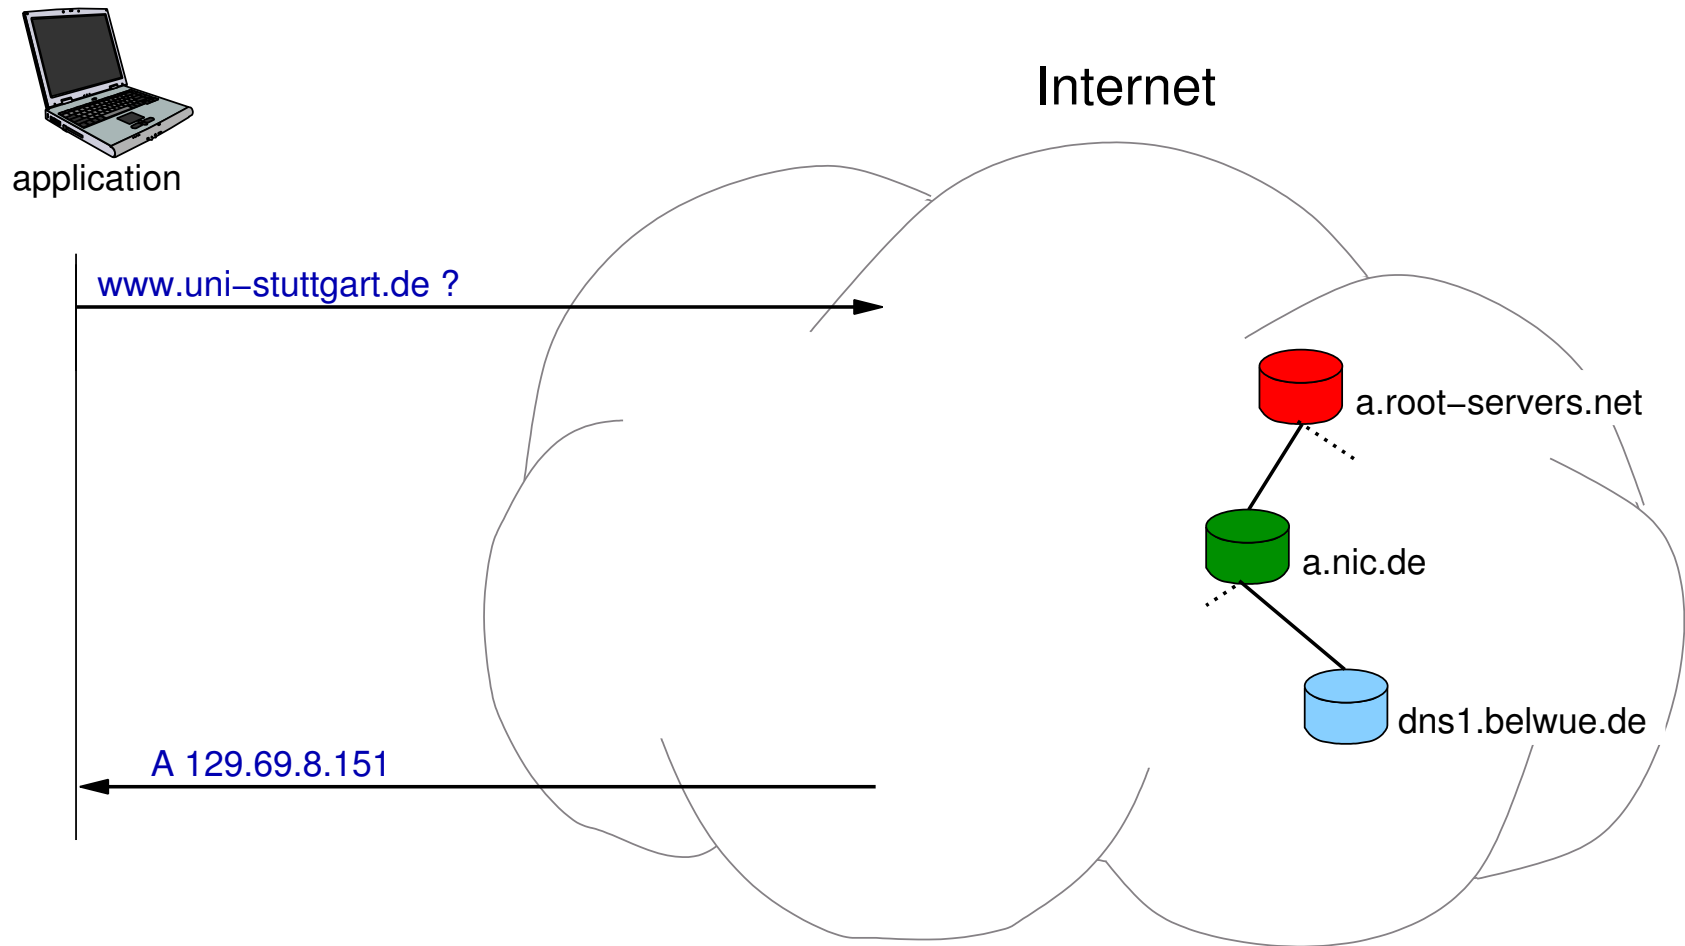 Internet
application
www.uni−stuttgart.de ?
a.root−servers.net
a.nic.de
dns1.belwue.de
A 129.69.8.151